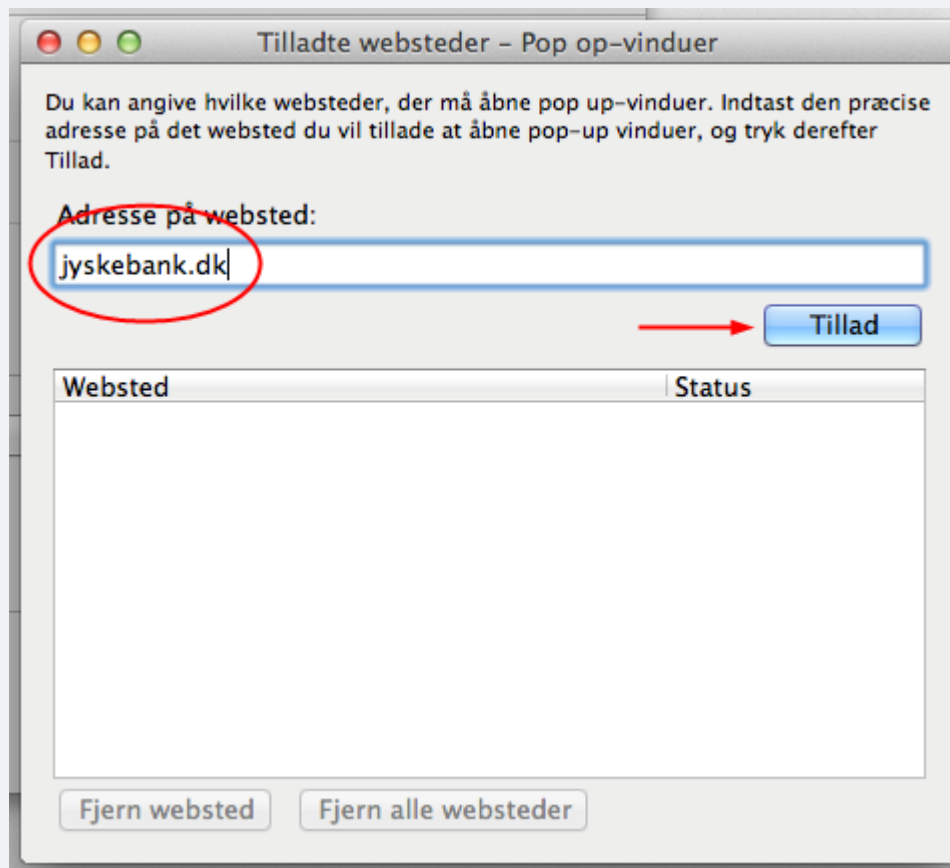 Tilladte websteder – Pop op-vinduer
Du kan angive hvilke websteder, der må åbne pop up-vinduer. Indtast den præcise
adresse på det websted du vil tillade at åbne pop-up vinduer, og tryk derefter
Tillad.
Adresse på websted:
jyskebank.dk
Tillad
Websted Status
Fjern websted Fjern alle websteder